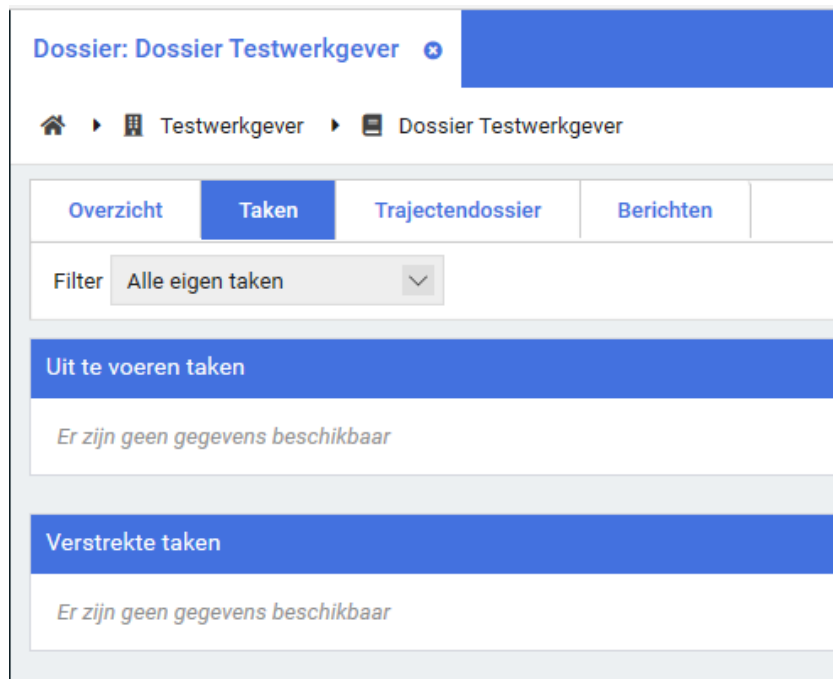 Dossier: Dossier Testwerkgever
Testwerkgever Dossier Testwerkgever
Overzicht Taken Trajectendossier Berichten
Filter Alle eigen taken
Uit te voeren taken
Er zijn geen gegevens beschikbaar
Verstrekte taken
Er zijn geen gegevens beschikbaar